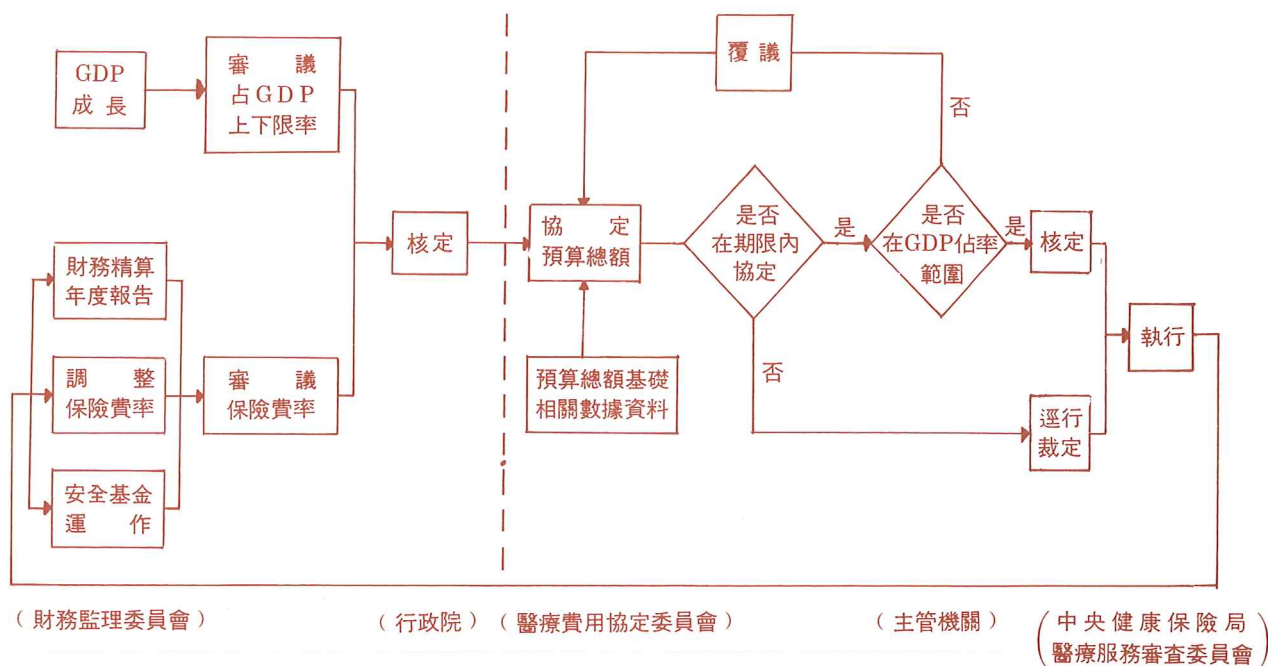 GDP
成長
審議
占GDP
上下限率
財務精算
年度報告
調整
保險費率
安全基金
運作
審議
保險費率
核定
覆議
協定
預算總額
預算總額基礎
相關數據資料
是否
在期限內
協定
是
否
是否
在GDP佔率
範圍
否
是
核定
逕行
裁定
執行
(財務監理委員會)
(行政院)
(醫療費用協定委員會)
(主管機關)
(中央健康保險局
醫療服務審查委員會)